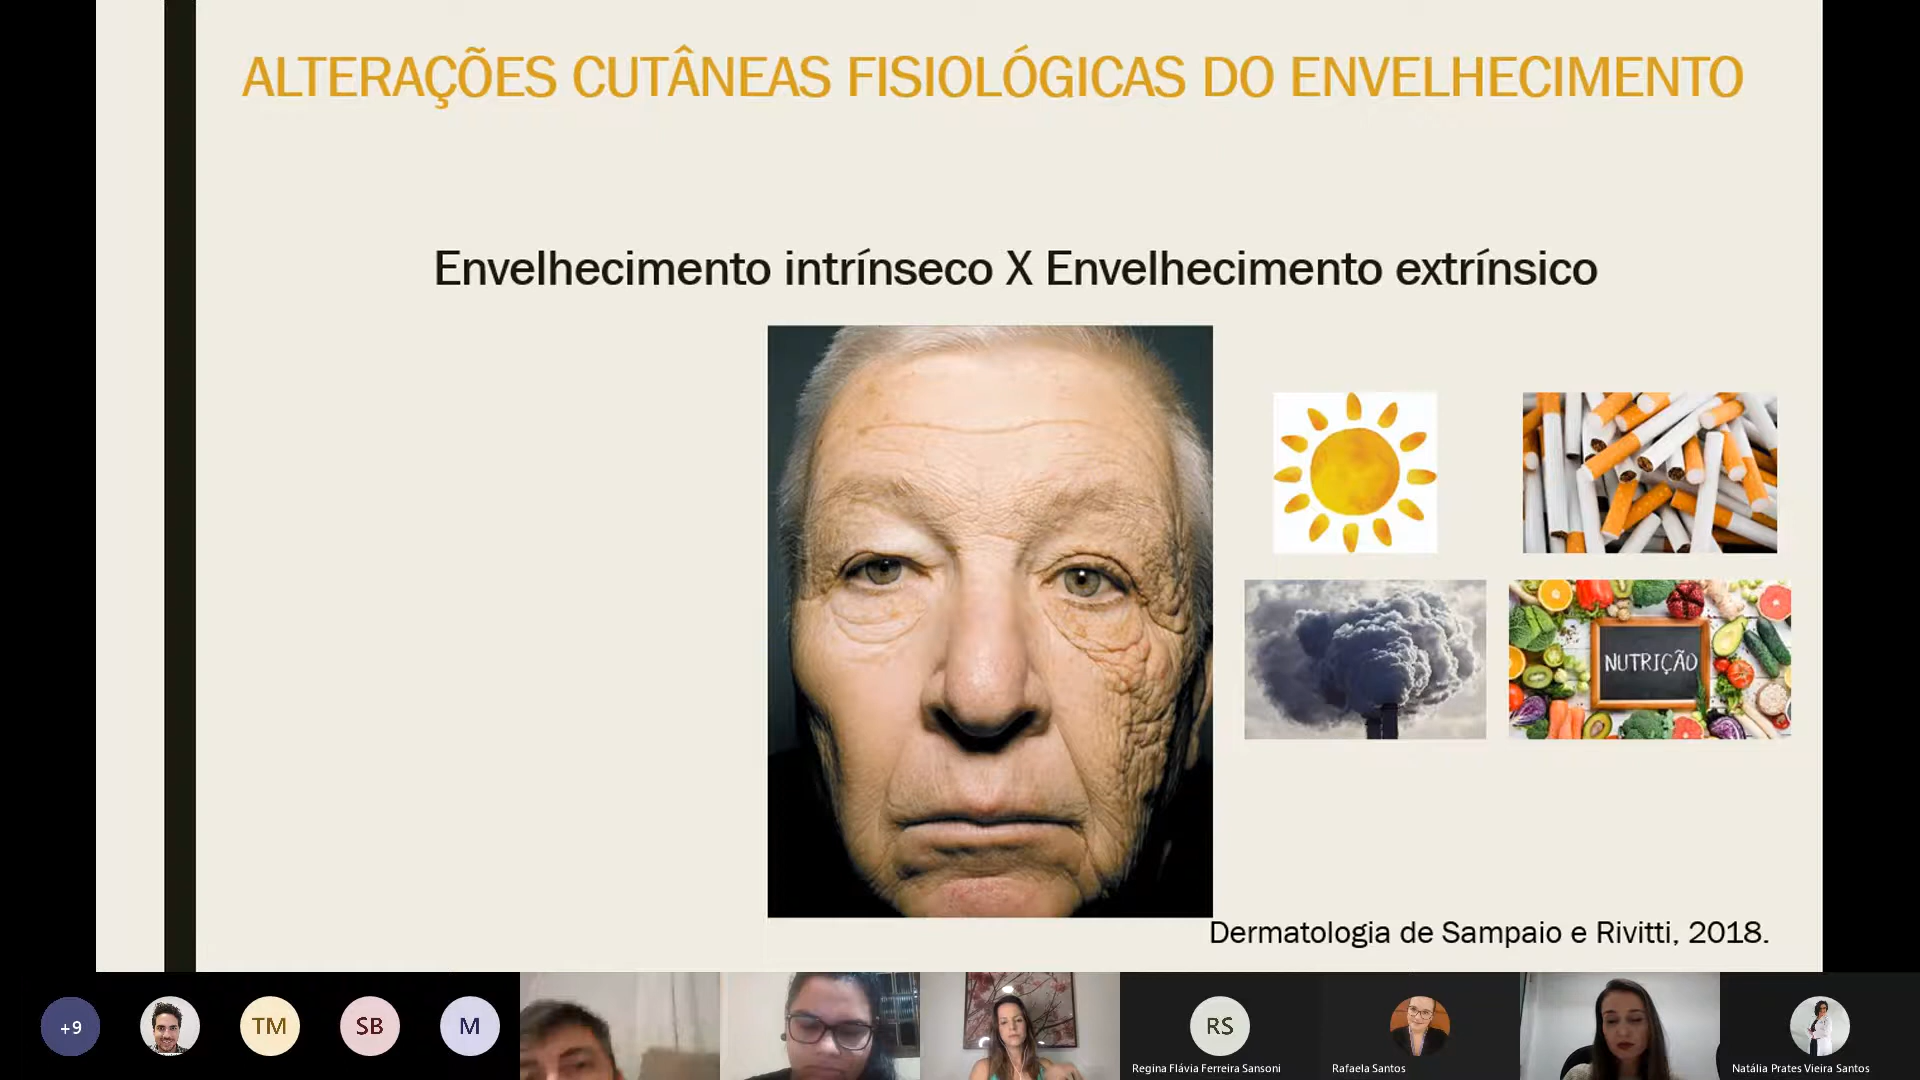 ALTERAÇÕES CUTÂNEAS FISIOLÓGICAS DO ENVELHECIMENTO
Envelhecimento intrínseco X Envelhecimento extrínsico
NUTRIÇÃO
Dermatologia de Sampaio e Rivitti, 2018.
+9
TM
SB
M
RS
Regina Flávia Ferreira Sansoni
Rafaela Santos
Natália Prates Vieira Santos